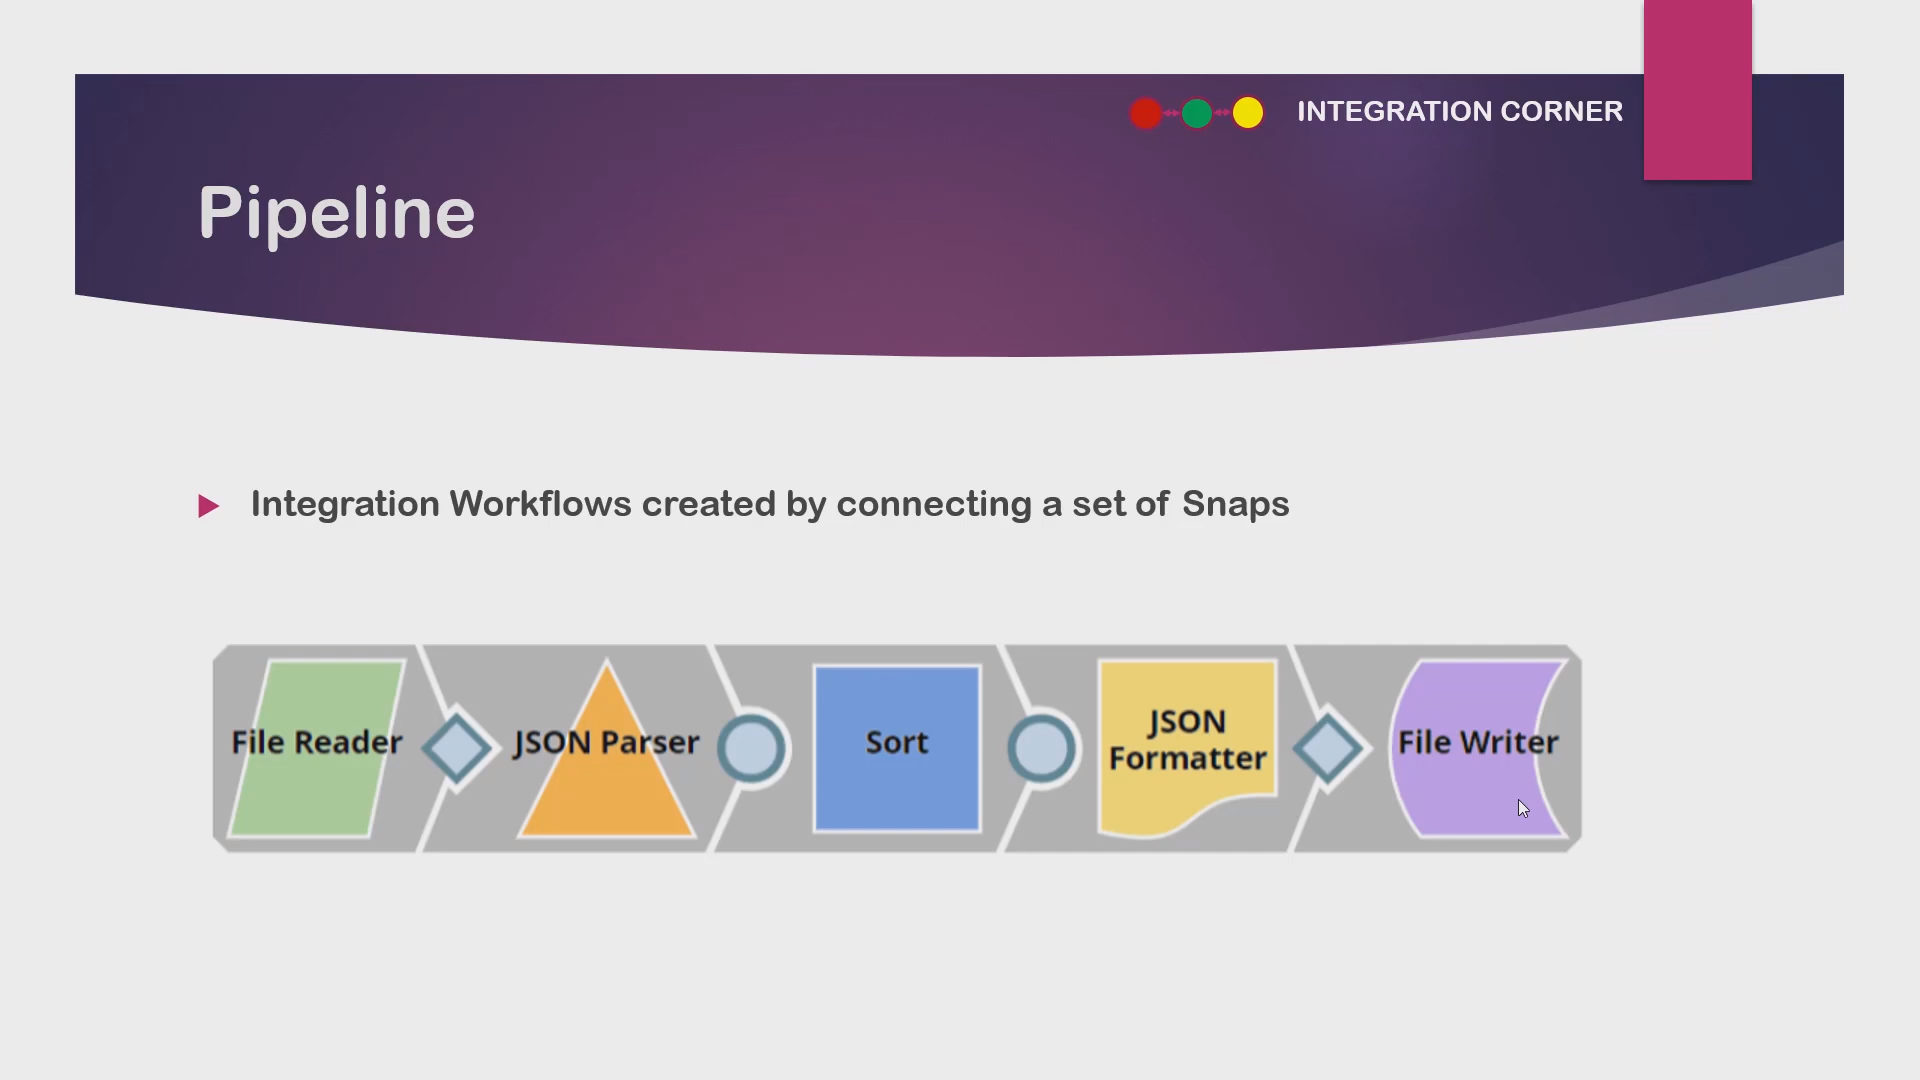 INTEGRATION CORNER
Pipeline
Integration Workflows created by connecting a set of Snaps
File Reader
JSON Parser
Sort
JSON
Formatter
File Writer